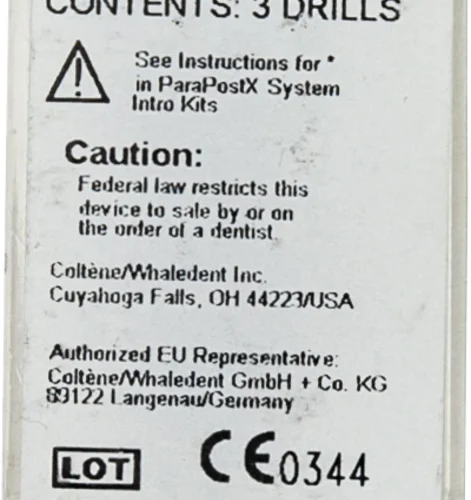 CONTENTS: 3 DRILLS
See Instructions for *
in ParaPostX System
Intro Kits
Caution:
Federal law restricts this
device to sale by or on
the order of a dentist.
Coltène/Whaledent Inc.
Cuyahoga Falls, OH 44223/USA
Authorized EU Representative:
Coltène/Whaledent GmbH + Co. KG
89122 Langenau/Germany
LOT CE0344